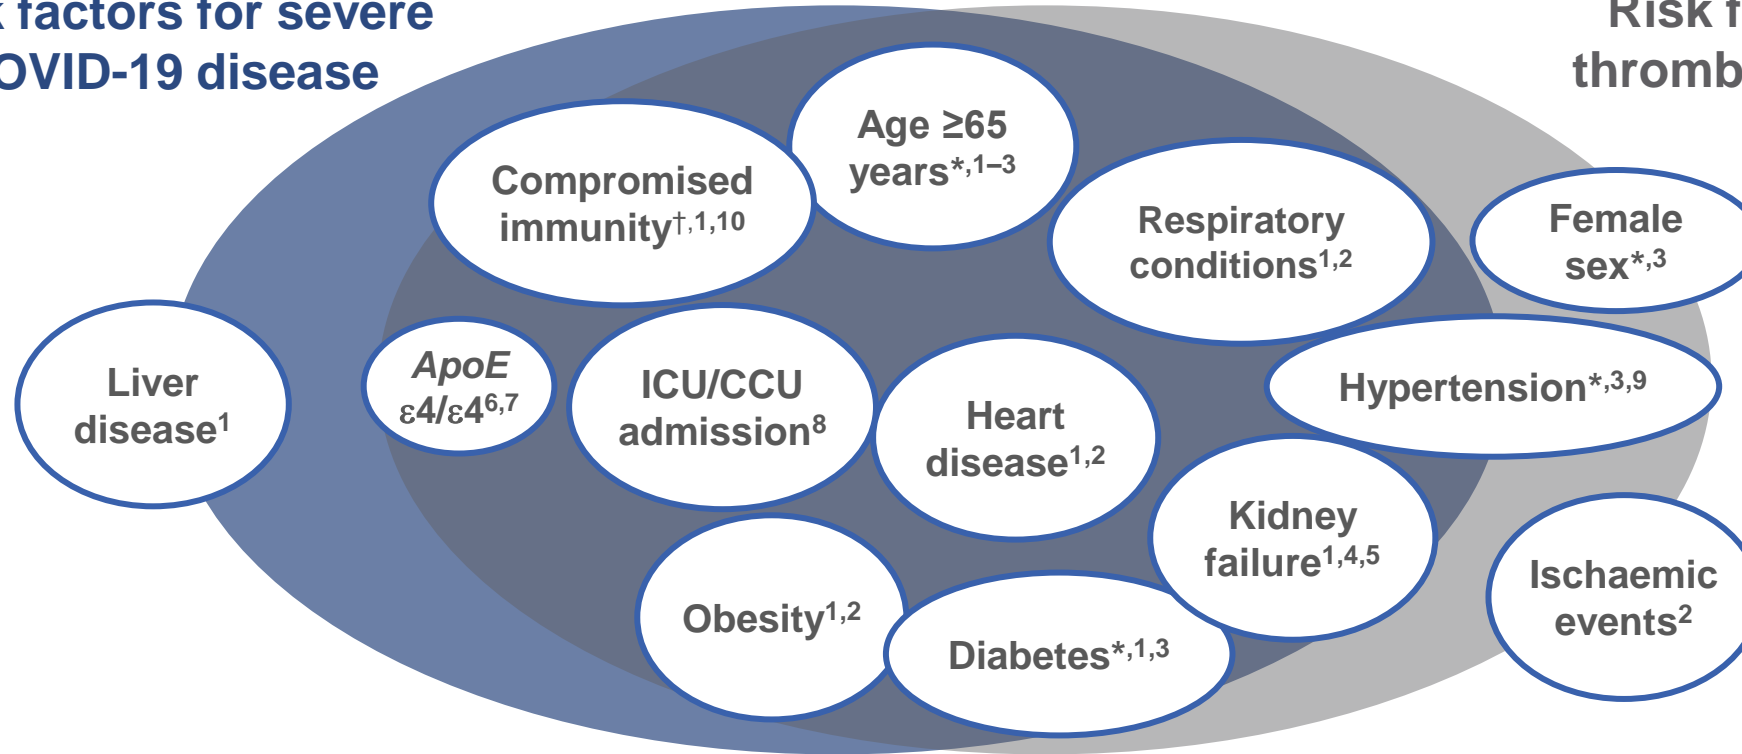 factors for severe
OVID-19 disease
Risk f
thromb
Age ≥65
years*,1–3
Compromised
immunity†,1,10
Respiratory
conditions1,2
Female
sex*,3
Liver
disease1
ApoE
ε4/ε46,7
ICU/CCU
admission8
Heart
disease1,2
Hypertension*,3,9
Kidney
failure1,4,5
Ischaemic
events2
Obesity1,2
Diabetes*,1,3